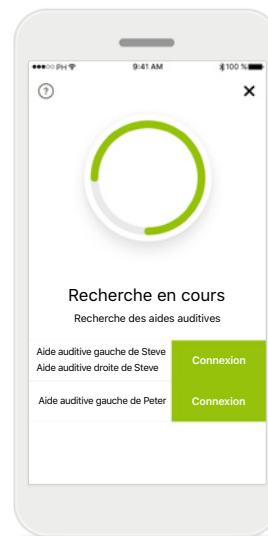 PH 9:41 AM 100 %
?
Recherche en cours
Recherche des aides auditives
Aide auditive gauche de Steve
Aide auditive droite de Steve
Connexion
Aide auditive gauche de Peter
Connexion